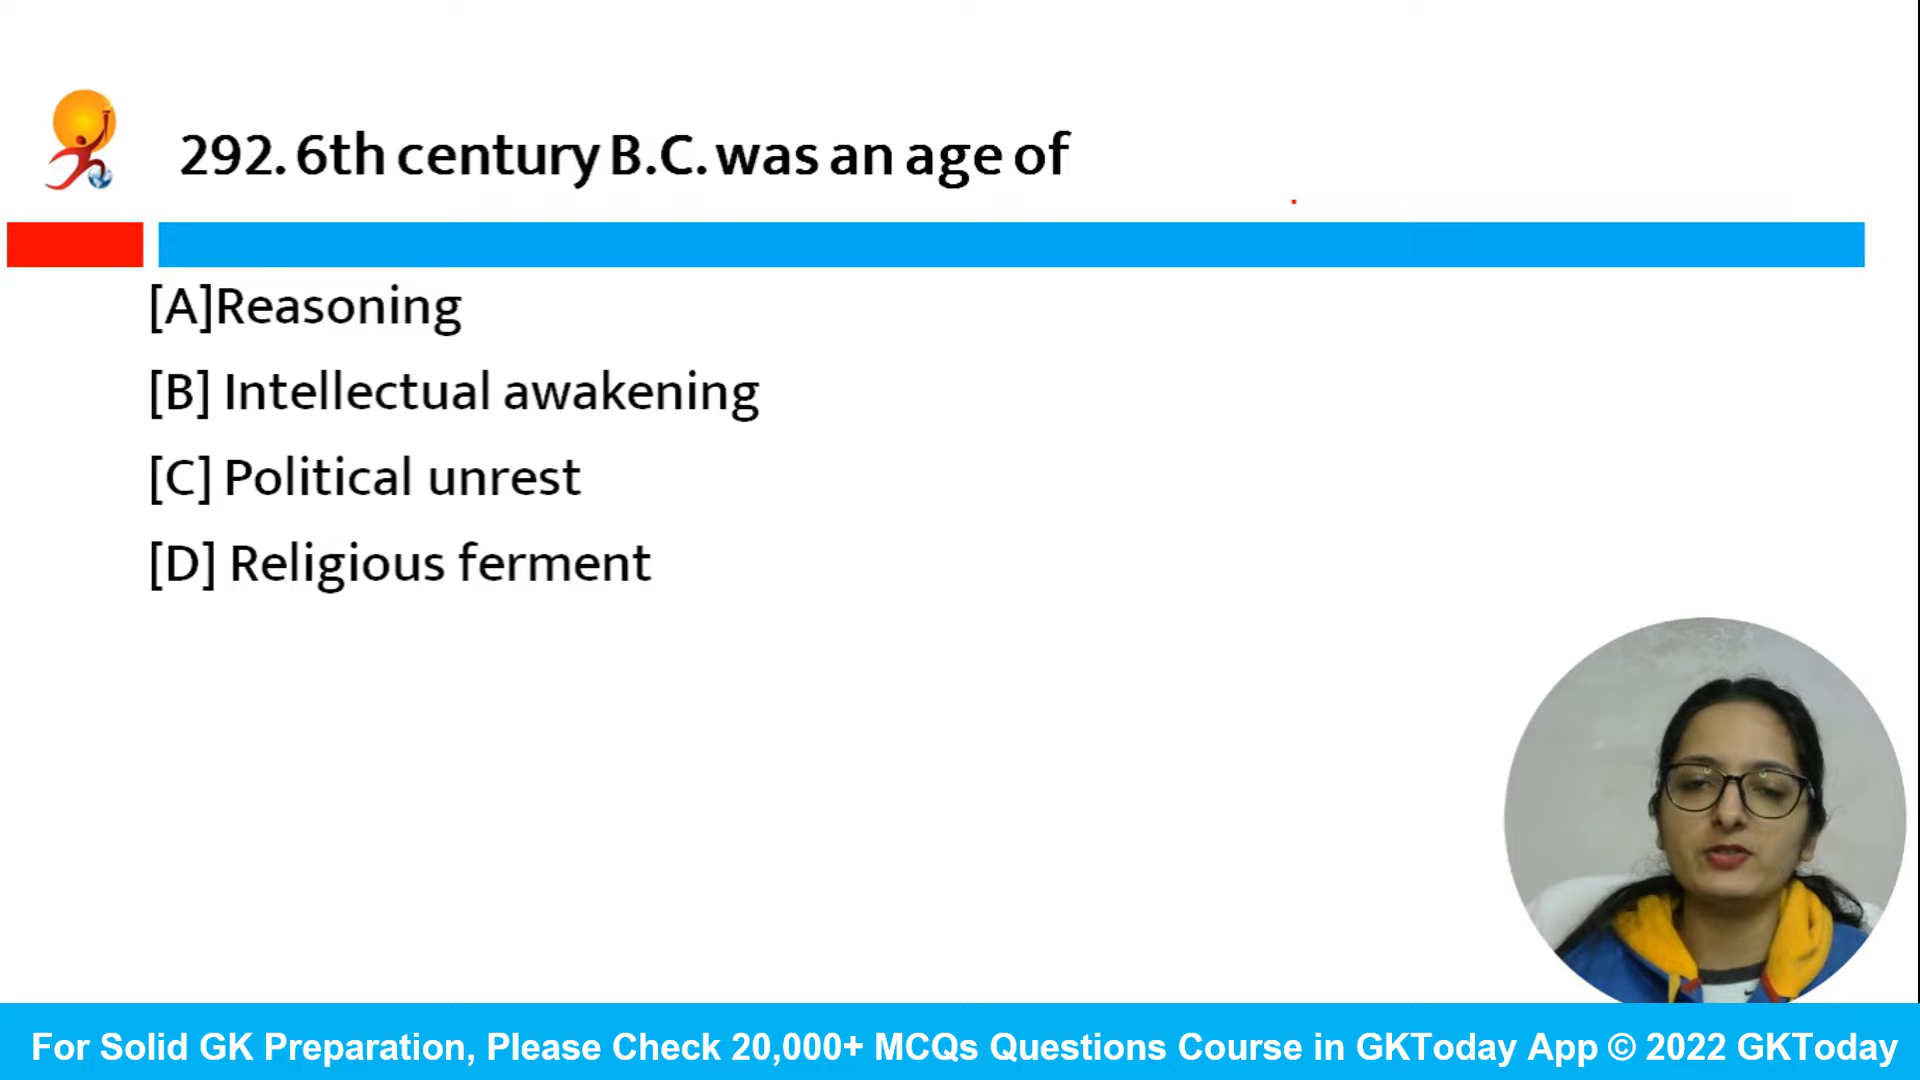 292. 6th century B.C. was an age of
[A]Reasoning
[B] Intellectual awakening
[C] Political unrest
[D] Religious ferment
For Solid GK Preparation, Please Check 20,000+ MCQs Questions Course in GKToday App © 2022 GKToday